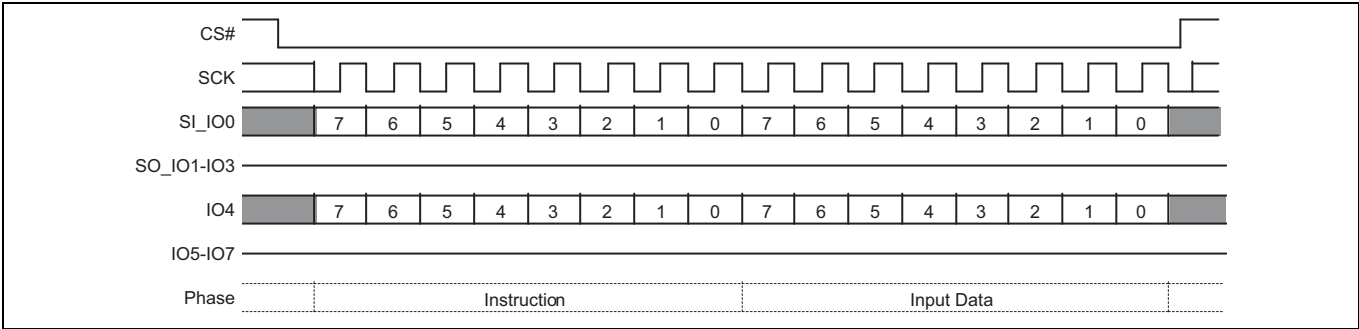 CS#
SCK
SI_IO0 7 6 5 4 3 2 1 0 7 6 5 4 3 2 1 0
SO_IO1-IO3
IO4 7 6 5 4 3 2 1 0 7 6 5 4 3 2 1 0
IO5-IO7
Phase Instruction Input Data